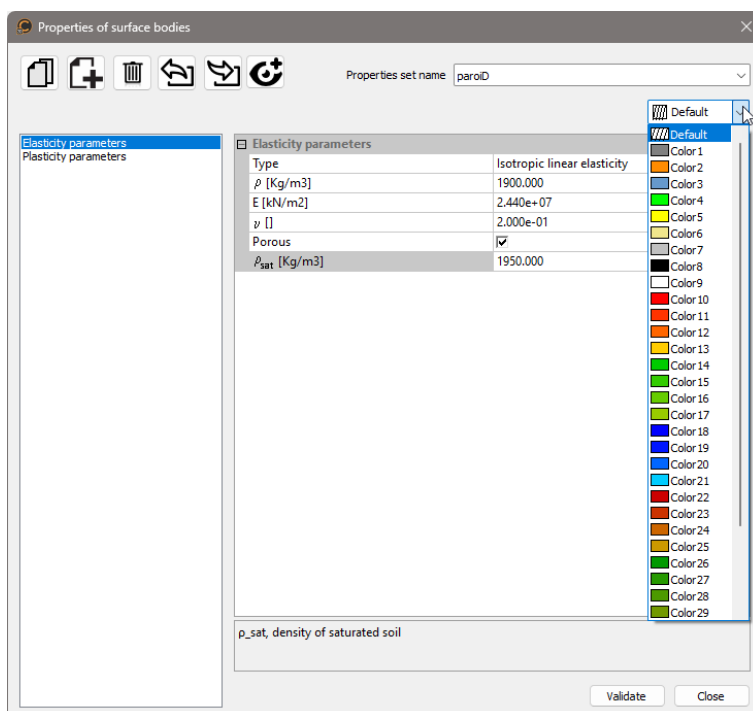 Properties of surface bodies
Properties set name
paroiD
Default
Elasticity parameters
Plasticity parameters
Elasticity parameters
Type Isotropic linear elasticity
ρ [Kg/m3] 1900.000
E [kN/m2] 2.440e+07
ν [] 2.000e-01
Porous
ρsat [Kg/m3] 1950.000
Default
Color1
Color2
Color3
Color4
Color5
Color6
Color7
Color8
Color9
Color10
Color11
Color12
Color13
Color14
Color15
Color16
Color17
Color18
Color19
Color20
Color21
Color22
Color23
Color24
Color25
Color26
Color27
Color28
Color29
ρ_sat, density of saturated soil
Validate Close